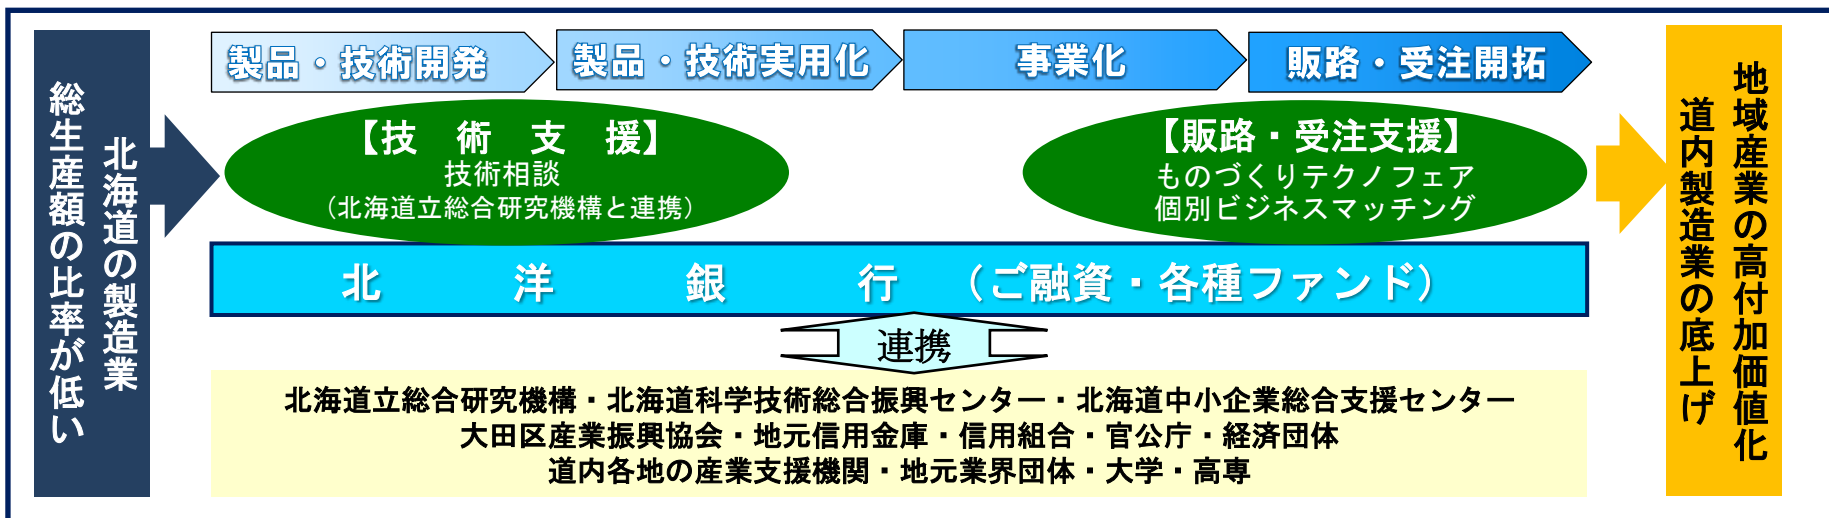 北海道の製造業
総生産額の比率が低い
製品・技術開発
製品・技術実用化
事業化
販路・受注開拓
【技　術　支　援】
技術相談
（北海道立総合研究機構と連携）
【販路・受注支援】
ものづくりテクノフェア
個別ビジネスマッチング
北　洋　銀　行　（ご融資・各種ファンド）
連携
北海道立総合研究機構・北海道科学技術総合振興センター・北海道中小企業総合支援センター
大田区産業振興協会・地元信用金庫・信用組合・官公庁・経済団体
道内各地の産業支援機関・地元業界団体・大学・高専
地域産業の高付加価値化
道内製造業の底上げ